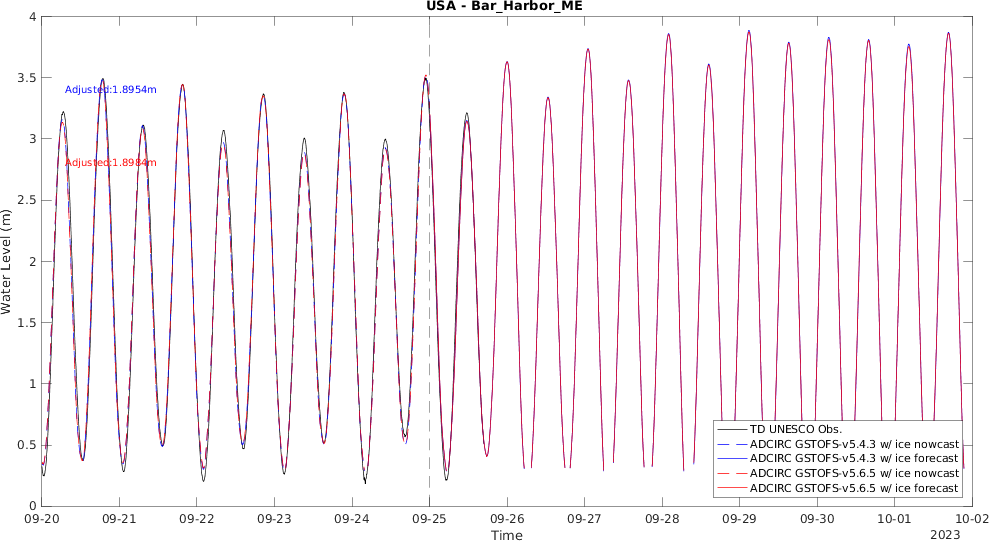 USA - Bar_Harbor_ME
4
3.5
3
2.5
2
1.5
1
0.5
0
Water Level (m)
Adjusted:1.8954m
Adjusted:1.8984m
TD UNESCO Obs.
ADCIRC GSTOFS-v5.4.3 w/ ice nowcast
ADCIRC GSTOFS-v5.4.3 w/ ice forecast
ADCIRC GSTOFS-v5.6.5 w/ ice nowcast
ADCIRC GSTOFS-v5.6.5 w/ ice forecast
09-20 09-21 09-22 09-23 09-24 09-25 09-26 09-27 09-28 09-29 09-30 10-01 10-02
Time
2023